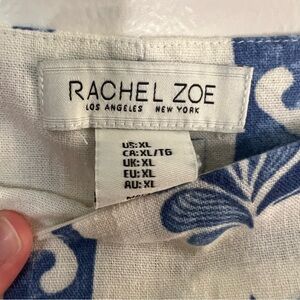 RACHEL ZOE
LOS ANGELES NEW YORK
US:XL
CA:XL/TG
UK:XL
EU:XL
AU:XL